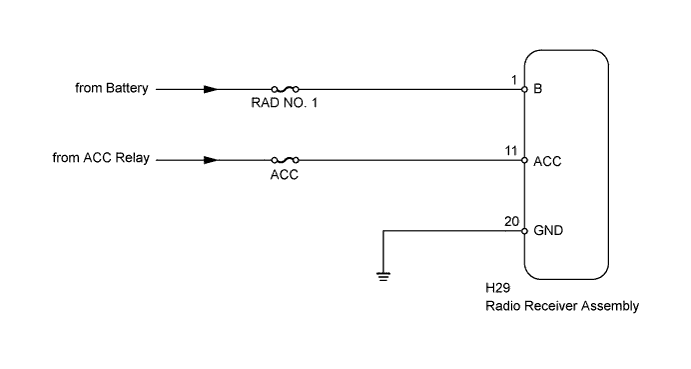 from Battery
RAD NO. 1
1
B
from ACC Relay
ACC
11
ACC
20
GND
H29
Radio Receiver Assembly